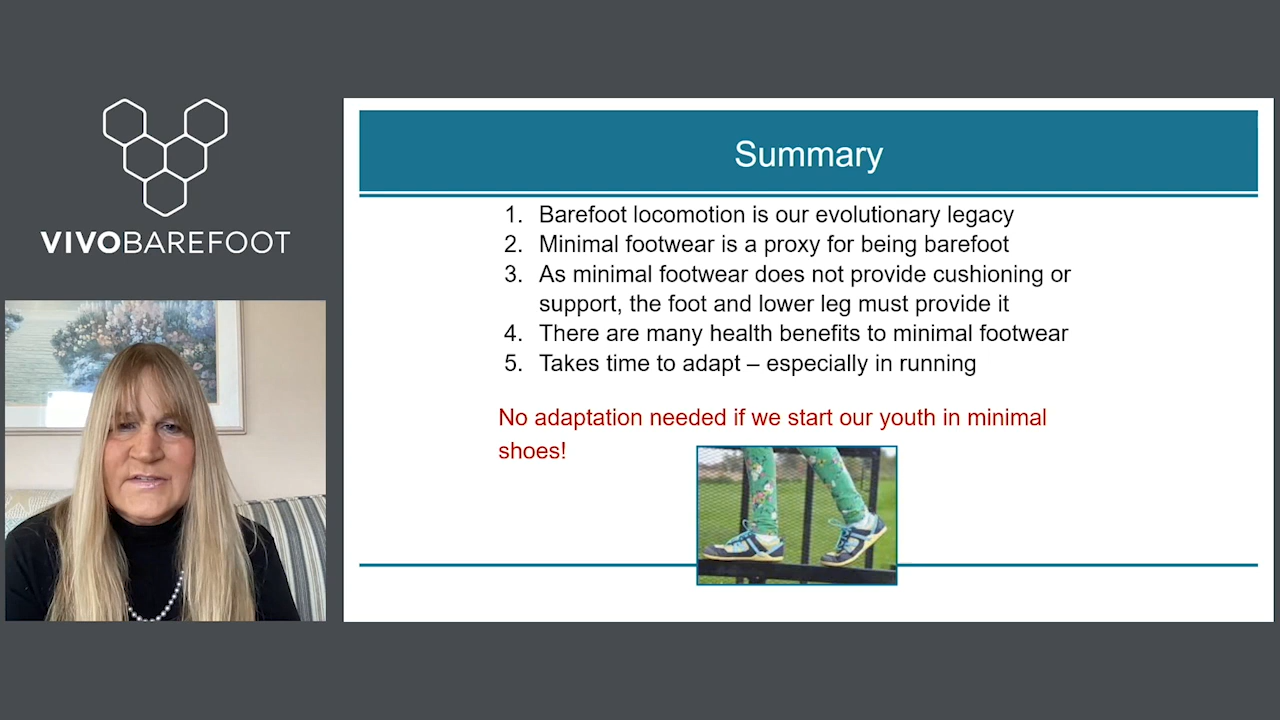 VIVOBAREFOOT
Summary
1. Barefoot locomotion is our evolutionary legacy
2. Minimal footwear is a proxy for being barefoot
3. As minimal footwear does not provide cushioning or
support, the foot and lower leg must provide it
4. There are many health benefits to minimal footwear
5. Takes time to adapt – especially in running
No adaptation needed if we start our youth in minimal
shoes!